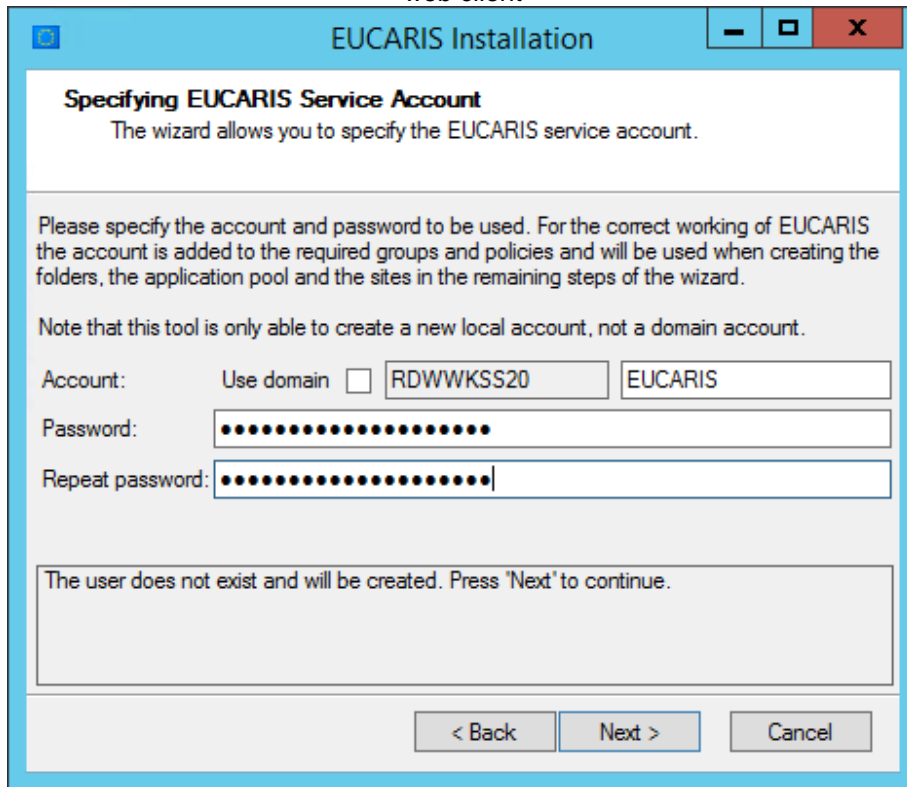 web client
EUCARIS Installation
Specifying EUCARIS Service Account
The wizard allows you to specify the EUCARIS service account.
Please specify the account and password to be used. For the correct working of EUCARIS
the account is added to the required groups and policies and will be used when creating the
folders, the application pool and the sites in the remaining steps of the wizard.
Note that this tool is only able to create a new local account, not a domain account.
Account: Use domain RDWWKSS20 EUCARIS
Password: ●●●●●●●●●●●●●●●●●●●●
Repeat password: ●●●●●●●●●●●●●●●●●●●●
The user does not exist and will be created. Press 'Next' to continue.
< Back Next > Cancel